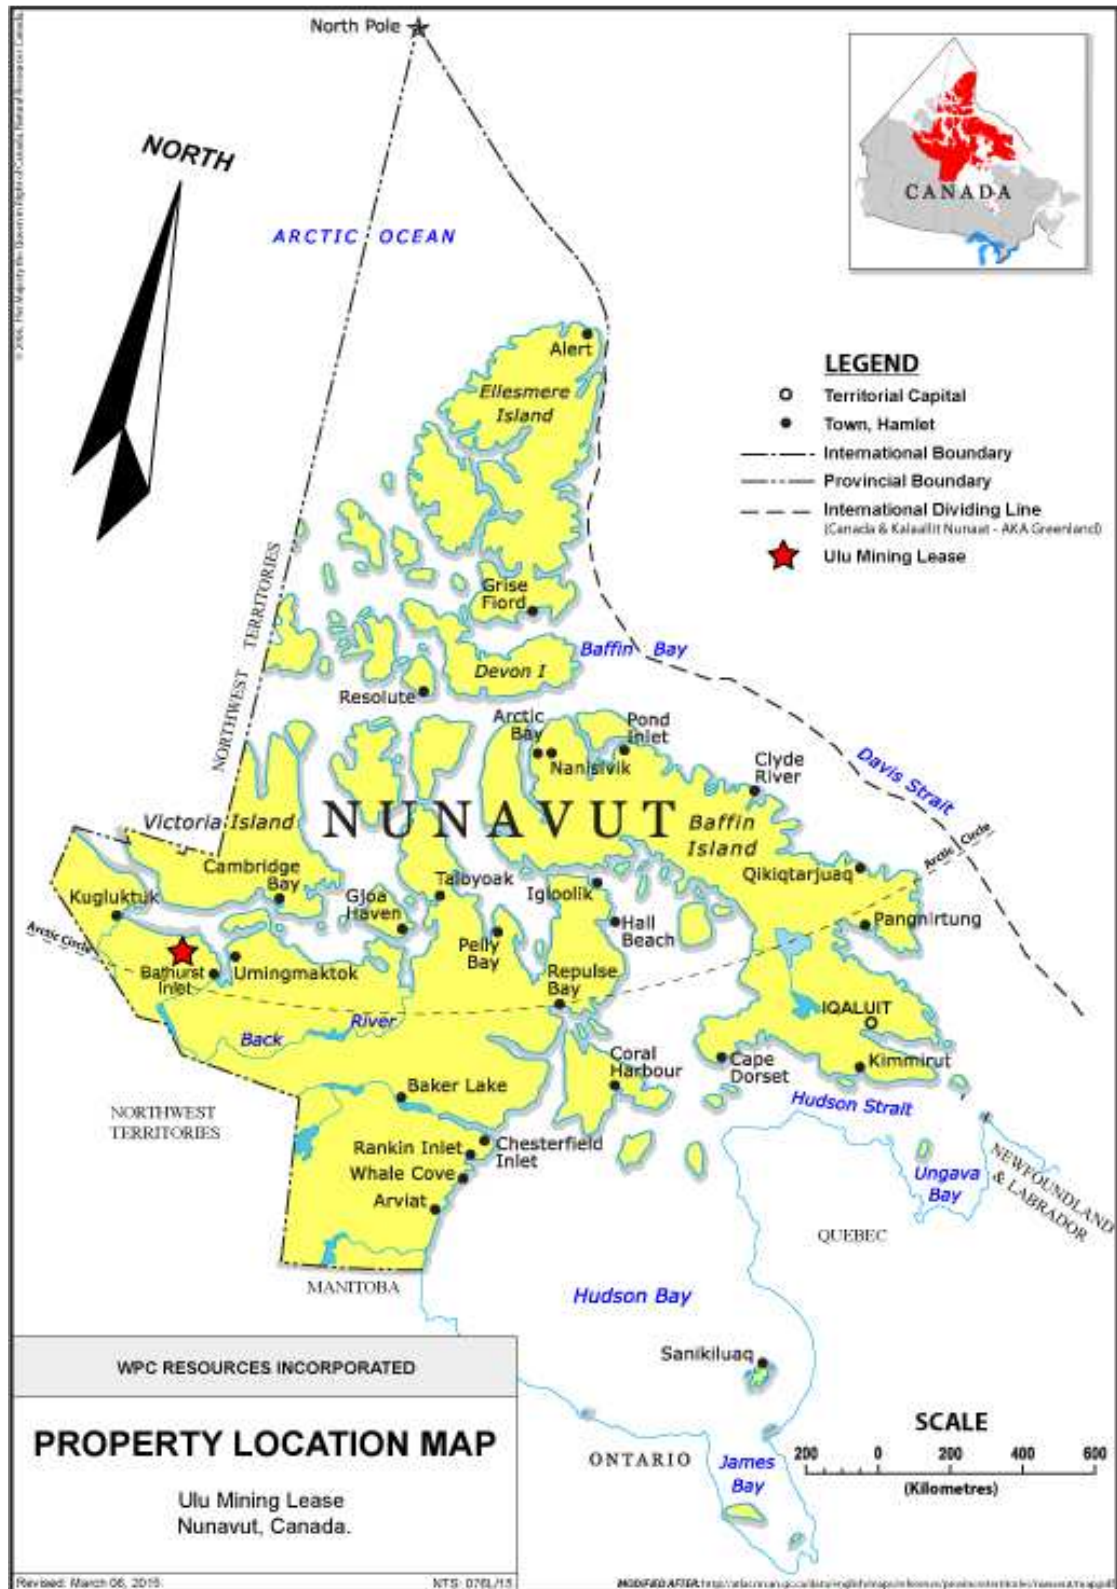 North Pole
NORTH
ARCTIC OCEAN
CANADA
LEGEND
Territorial Capital
Town, Hamlet
International Boundary
Provincial Boundary
International Dividing Line
(Canada & Kalaallit Nunaat - AKA Greenland)
Ulu Mining Lease
Alert
Ellesmere
Island
Grise
Fiord
NORTHWEST TERRITORIES
Devon I
Baffin Bay
Resolute
Arctic
Bay
Nanisivik
Pond
Inlet
Clyde
River
Davis Strait
Victoria Island
NUNAVUT
Baffin
Island
Arctic Circle
Cambridge
Bay
Kugluktuk
Gjoa
Haven
Taloyoak
Igloolik
Qikiqtarjuaq
Hall
Beach
Pangnirtung
Arctic Circle
Pelly
Bay
Bathurst
Inlet
Umingmaktok
Repulse
Bay
IQALUIT
Back River
Coral
Harbour
Cape
Dorset
Kimmirut
Baker Lake
Hudson Strait
NORTHWEST
TERRITORIES
Rankin Inlet
Chesterfield
Inlet
Whale Cove
Arviat
Ungava
Bay
NEWFOUNDLAND
& LABRADOR
QUEBEC
MANITOBA
Hudson Bay
Sanikiluaq
ONTARIO
James
Bay
SCALE
200 0 200 400 600
(Kilometres)
WPC RESOURCES INCORPORATED
PROPERTY LOCATION MAP
Ulu Mining Lease
Nunavut, Canada.
Revised: March 06, 2015
NTS: 076L/15
MODIFIED AFTER: